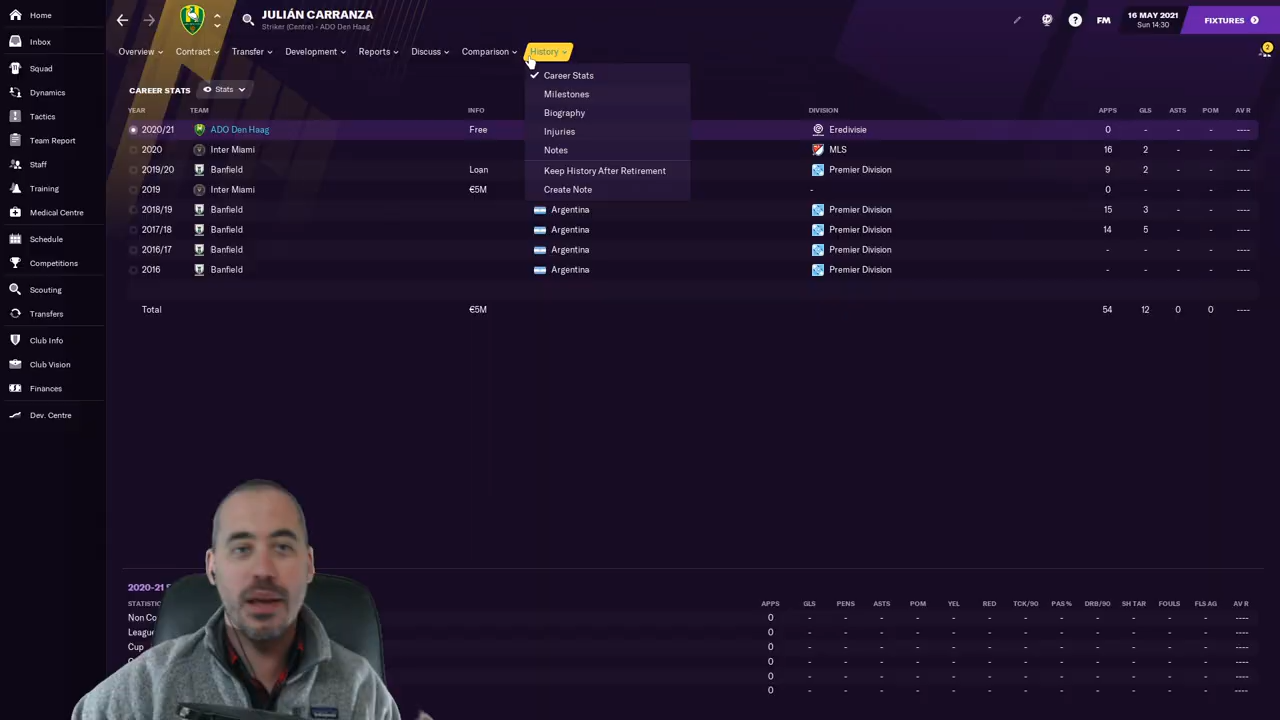 JULIÁN CARRANZA
Striker (Centre) - ADO Den Haag
FM
16 MAY 2021
Sun 14:30
FIXTURES
2
Home
Inbox
Squad
Dynamics
Tactics
Team Report
Staff
Training
Medical Centre
Schedule
Competitions
Scouting
Transfers
Club Info
Club Vision
Finances
Dev. Centre
Overview Contract Transfer Development Reports Discuss Comparison History
Career Stats
Milestones
Biography
Injuries
Notes
Keep History After Retirement
Create Note
CAREER STATS Stats
YEAR TEAM INFO DIVISION APPS GLS ASTS POM AV R
2020/21 ADO Den Haag Free Eredivisie 0 - - - ----
2020 Inter Miami MLS 16 2 - - ----
2019/20 Banfield Loan Premier Division 9 2 - - ----
2019 Inter Miami €5M - 0 - - - ----
2018/19 Banfield Argentina Premier Division 15 3 - - ----
2017/18 Banfield Argentina Premier Division 14 5 - - ----
2016/17 Banfield Argentina Premier Division - - - - ----
2016 Banfield Argentina Premier Division - - - - ----
Total €5M 54 12 0 0 ----
2020-21 S
STATISTIC APPS GLS PENS ASTS POM YEL RED TCK/90 PAS % DRB/90 SH TAR FOULS FLS AG AV R
Non Co 0 - - - - - - - - - - - - ----
League 0 - - - - - - - - - - - - ----
Cup 0 - - - - - - - - - - - - ----
0 - - - - - - - - - - - - ----
0 - - - - - - - - - - - - ----
0 - - - - - - - - - - - - ----